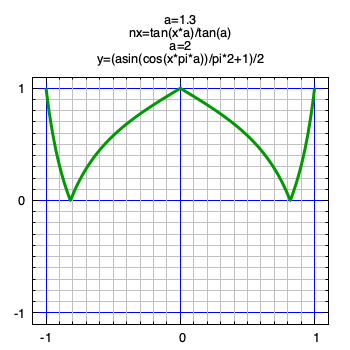 a=1.3
nx=tan(x*a)/tan(a)
a=2
y=(asin(cos(x*pi*a))/pi*2+1)/2
1
0
-1
-1
0
1